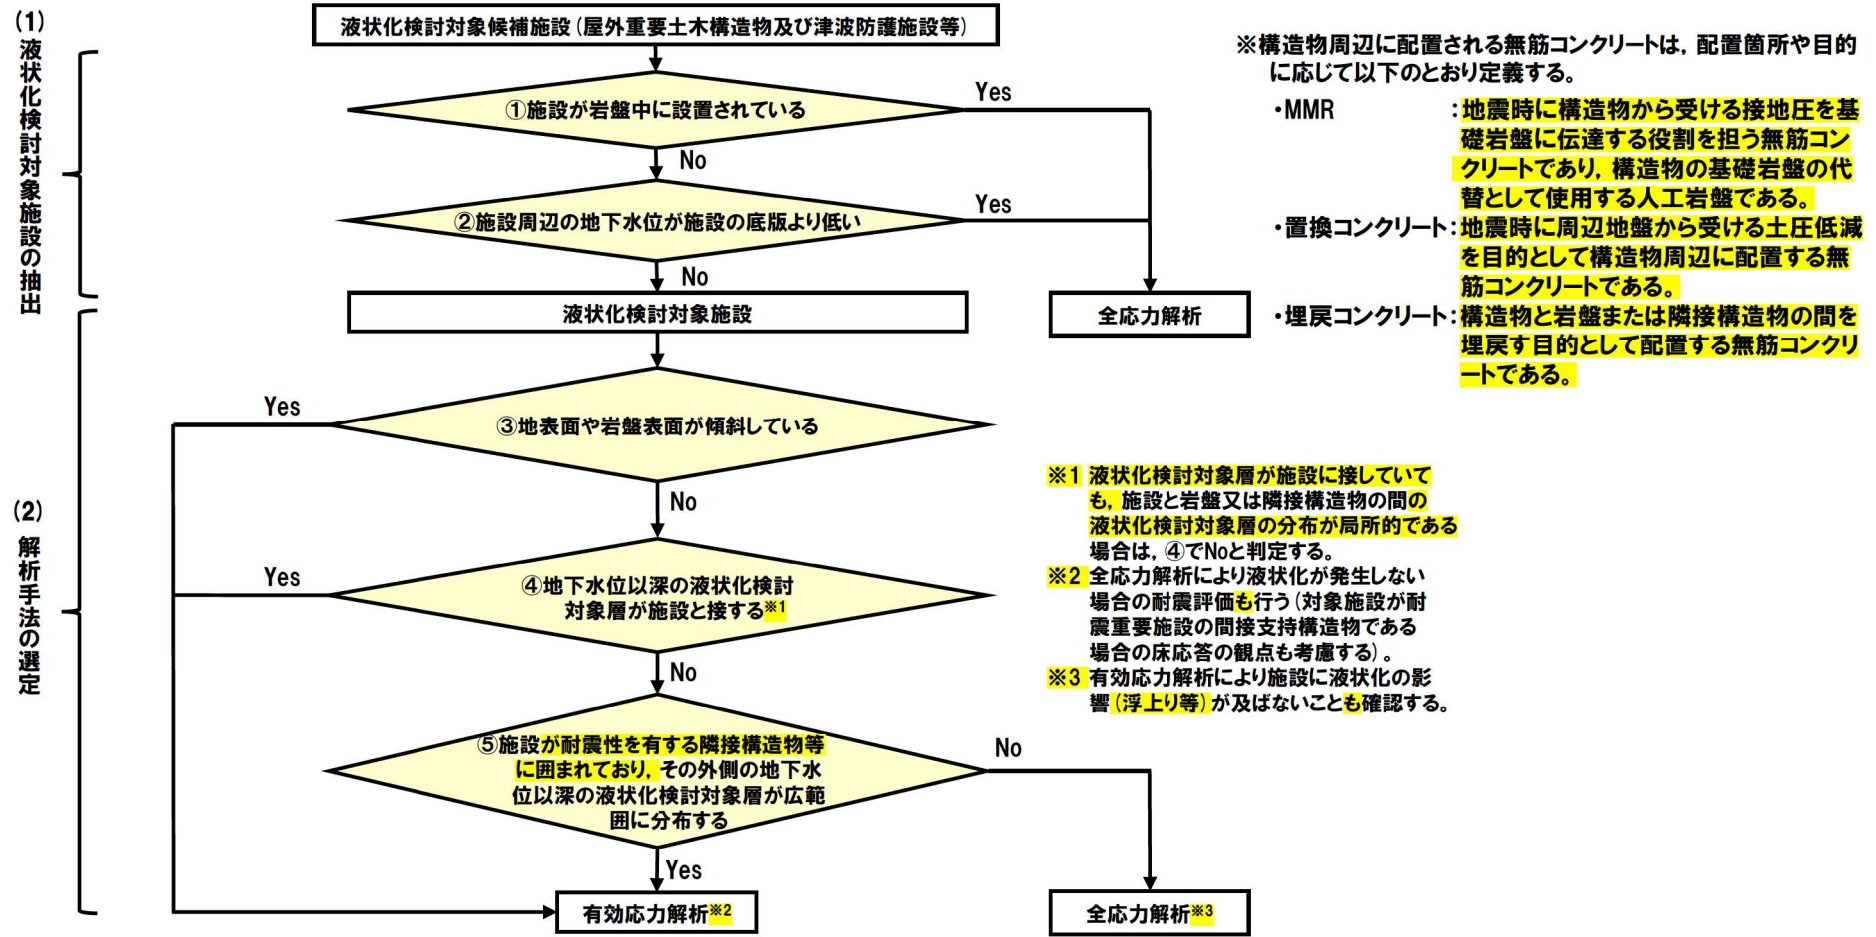 (1)
液状化検討対象施設の抽出
液状化検討対象候補施設(屋外重要土木構造物及び津波防護施設等)
①施設が岩盤中に設置されている
Yes
No
②施設周辺の地下水位が施設の底版より低い
Yes
No
液状化検討対象施設
全応力解析
(2)
解析手法の選定
③地表面や岩盤表面が傾斜している
Yes
No
④地下水位以深の液状化検討
対象層が施設と接する※1
Yes
No
⑤施設が耐震性を有する隣接構造物等
に囲まれており,その外側の地下水
位以深の液状化検討対象層が広範
囲に分布する
No
Yes
有効応力解析※2
全応力解析※3
※構造物周辺に配置される無筋コンクリートは,配置箇所や目的
に応じて以下のとおり定義する。
・MMR :地震時に構造物から受ける接地圧を基
礎岩盤に伝達する役割を担う無筋コン
クリートであり,構造物の基礎岩盤の代
替として使用する人工岩盤である。
・置換コンクリート:地震時に周辺地盤から受ける土圧低減
を目的として構造物周辺に配置する無
筋コンクリートである。
・埋戻コンクリート:構造物と岩盤または隣接構造物の間を
埋戻す目的として配置する無筋コンクリ
ートである。
※1 液状化検討対象層が施設に接していて
も,施設と岩盤又は隣接構造物の間の
液状化検討対象層の分布が局所的である
場合は,④でNoと判定する。
※2 全応力解析により液状化が発生しない
場合の耐震評価も行う(対象施設が耐
震重要施設の間接支持構造物である
場合の床応答の観点も考慮する)。
※3 有効応力解析により施設に液状化の影
響(浮上り等)が及ばないことも確認する。